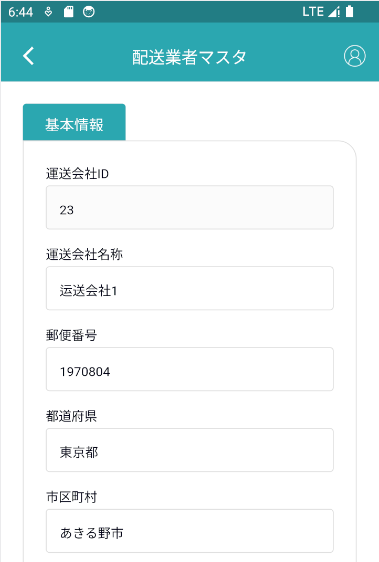 6:44
LTE
配送業者マスタ
基本情報
運送会社ID
23
運送会社名称
运送会社1
郵便番号
1970804
都道府県
東京都
市区町村
あきる野市